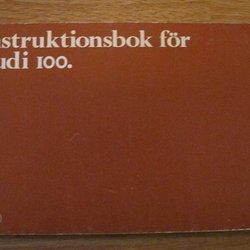 nstruktionsbok för
udi 100.